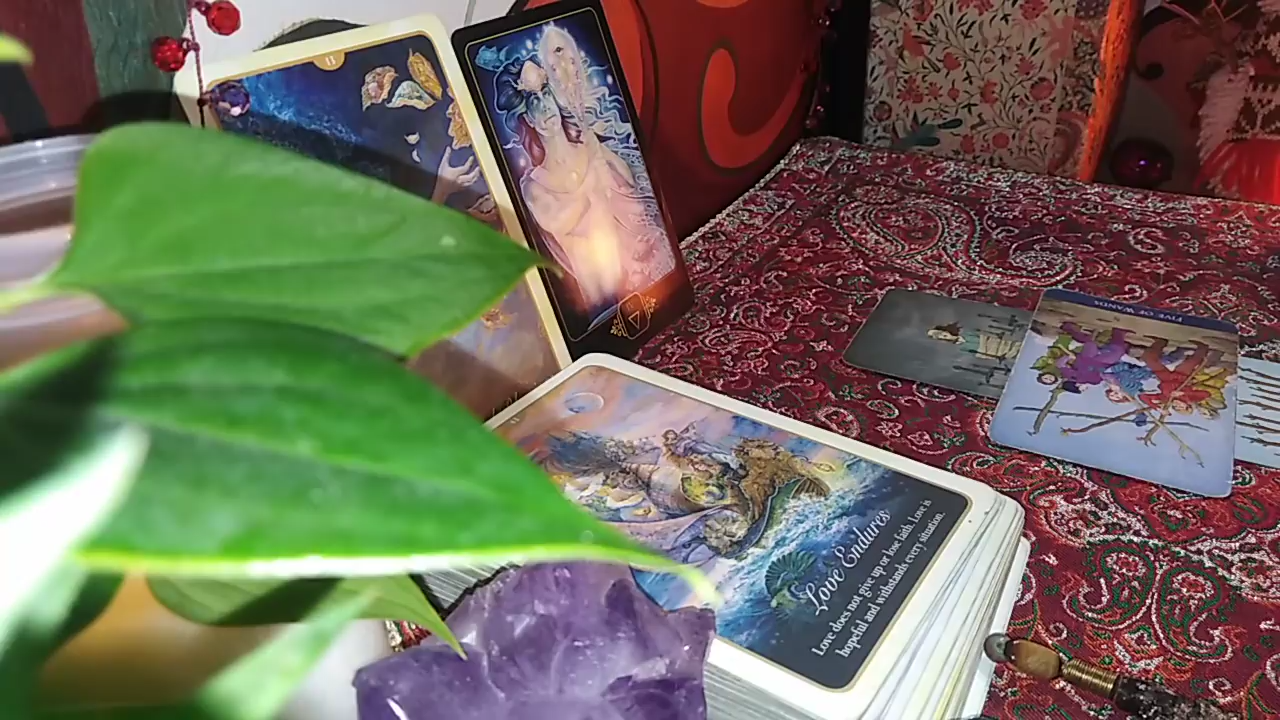 11
FIVE OF WANDS
Love Endures
Love does not give up or lose faith. Love is
hopeful and withstands every situation.